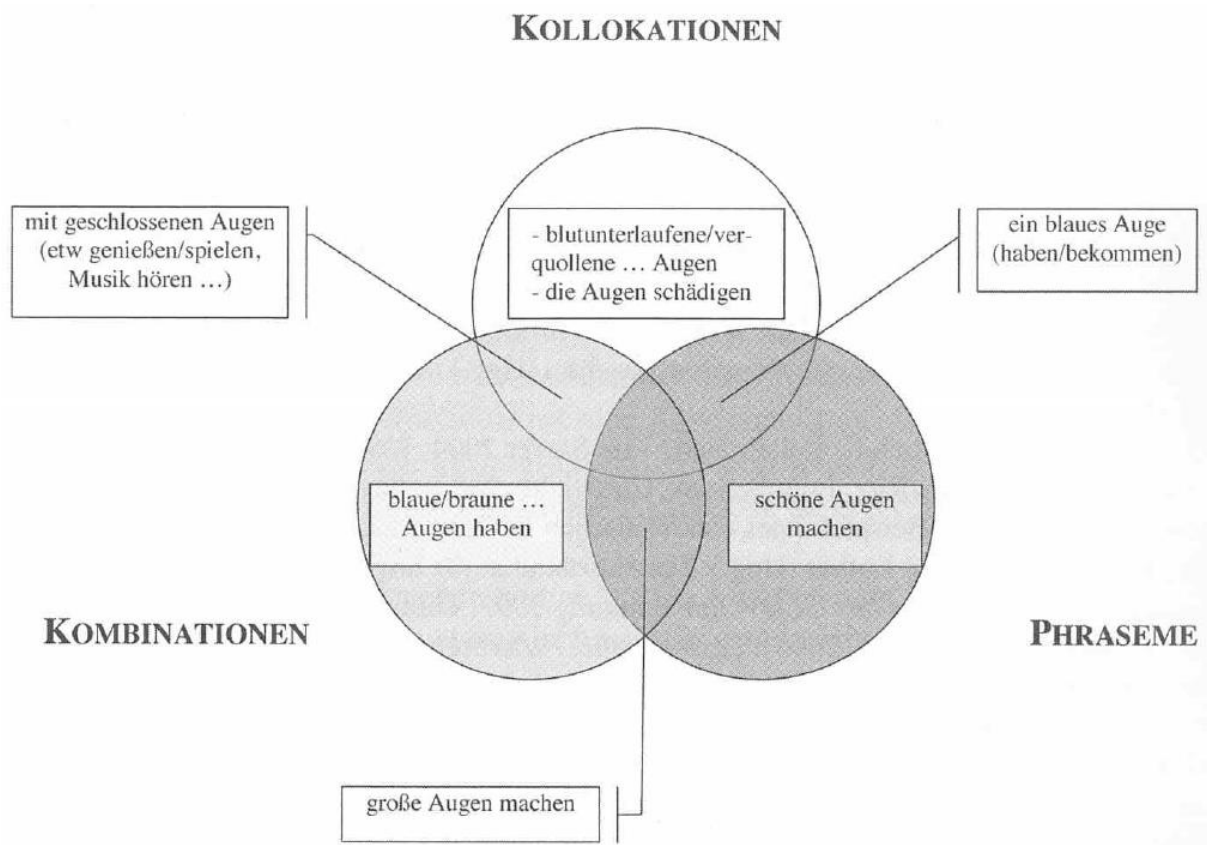 KOLLOKATIONEN
mit geschlossenen Augen
(etw genießen/spielen,
Musik hören ...)
- blutunterlaufene/ver-
quollene ... Augen
- die Augen schädigen
ein blaues Auge
(haben/bekommen)
blaue/braune ...
Augen haben
schöne Augen
machen
KOMBINATIONEN
PHRASEME
große Augen machen